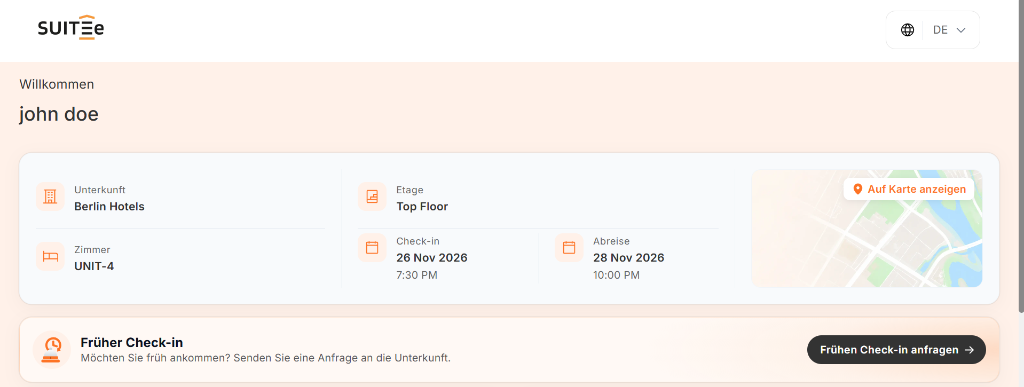 SUITEe
DE
Willkommen
john doe
Unterkunft
Berlin Hotels
Etage
Top Floor
Auf Karte anzeigen
Zimmer
UNIT-4
Check-in
26 Nov 2026
7:30 PM
Abreise
28 Nov 2026
10:00 PM
Früher Check-in
Möchten Sie früh ankommen? Senden Sie eine Anfrage an die Unterkunft.
Frühen Check-in anfragen →